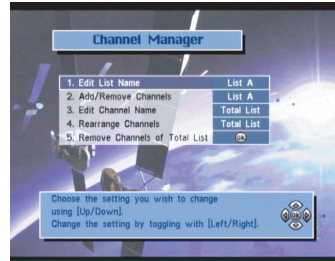 Channel Manager
1. Edit List Name List A
2. Add/Remove Channels List A
3. Edit Channel Name Total List
4. Rearrange Channels Total List
5. Remove Channels of Total List OK
Choose the setting you wish to change
using [Up/Down].
Change the setting by toggling with [Left/Right].
OK